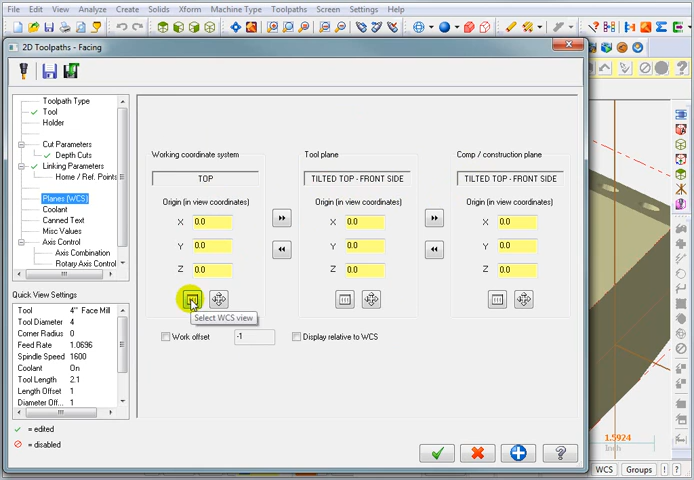 File Edit View Analyze Create Solids Xform Machine Type Toolpaths Screen Settings Help
2D Toolpaths - Facing
Toolpath Type
Tool
Holder
Cut Parameters
Depth Cuts
Linking Parameters
Home / Ref. Points
Planes (WCS)
Coolant
Canned Text
Misc Values
Axis Control
Axis Combination
Rotary Axis Control
Quick View Settings
Tool 4" Face Mill
Tool Diameter 4
Corner Radius 0
Feed Rate 1.0696
Spindle Speed 1600
Coolant On
Tool Length 2.1
Length Offset 1
Diameter Off... 1
= edited
= disabled
Working coordinate system
TOP
Origin (in view coordinates)
X 0.0
Y 0.0
Z 0.0
Select WCS view
Work offset -1
Display relative to WCS
Tool plane
TILTED TOP - FRONT SIDE
Origin (in view coordinates)
X 0.0
Y 0.0
Z 0.0
Comp / construction plane
TILTED TOP - FRONT SIDE
Origin (in view coordinates)
X 0.0
Y 0.0
Z 0.0
1.5924
Inch
WCS Groups ! ?